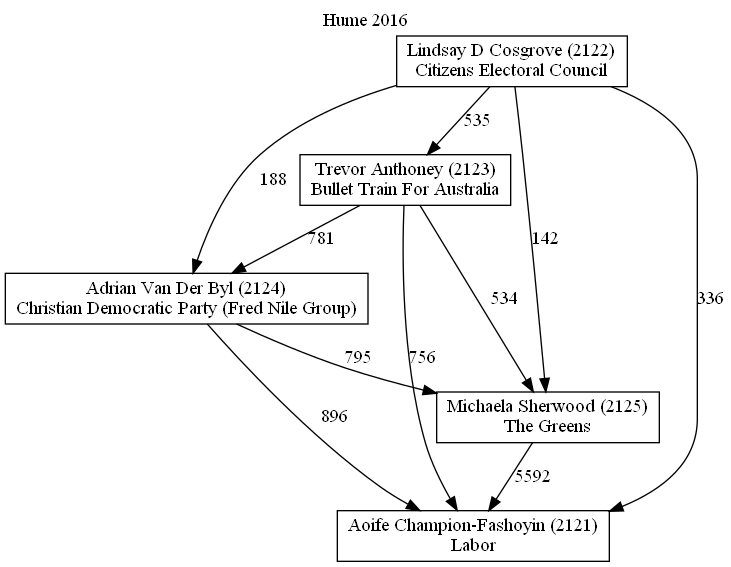 Hume 2016
Lindsay D Cosgrove (2122)
Citizens Electoral Council
535
Trevor Anthoney (2123)
Bullet Train For Australia
188
781
142
Adrian Van Der Byl (2124)
Christian Democratic Party (Fred Nile Group)
534
336
795
756
896
Michaela Sherwood (2125)
The Greens
5592
Aoife Champion-Fashoyin (2121)
Labor